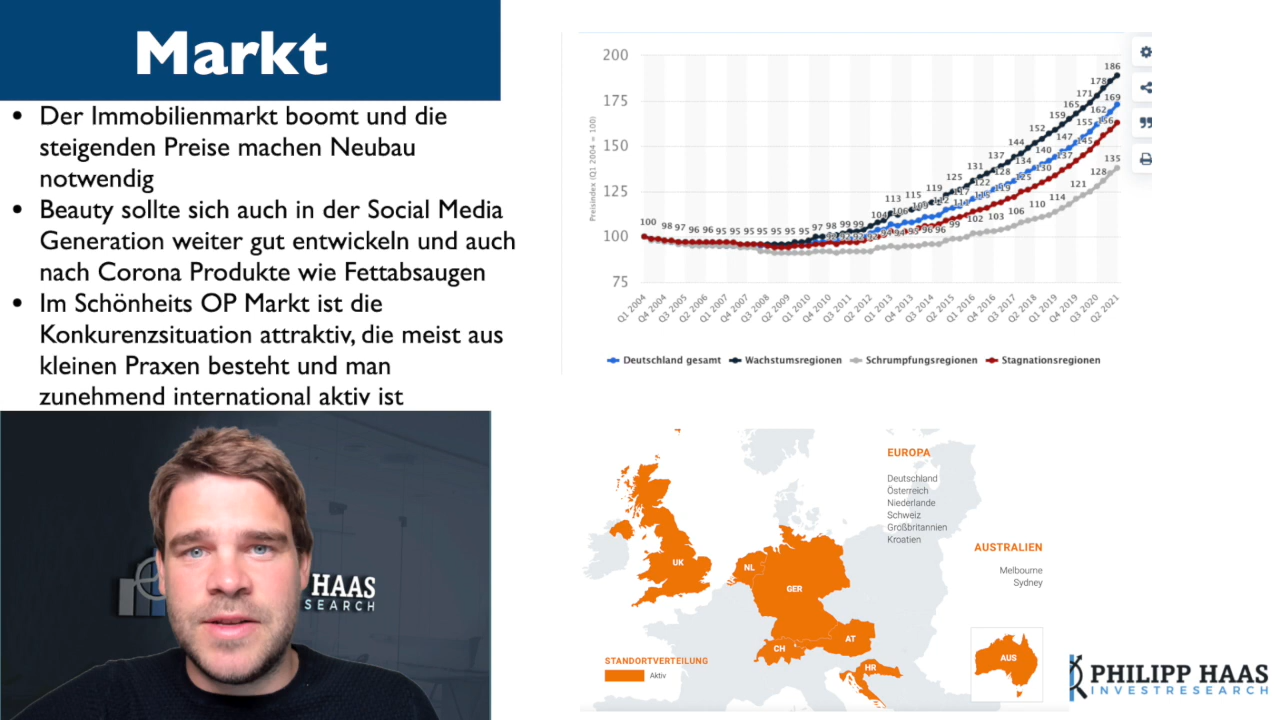 Markt
• Der Immobilienmarkt boomt und die
steigenden Preise machen Neubau
notwendig
• Beauty sollte sich auch in der Social Media
Generation weiter gut entwickeln und auch
nach Corona Produkte wie Fettabsaugen
• Im Schönheits OP Markt ist die
Konkurenzsituation attraktiv, die meist aus
kleinen Praxen besteht und man
zunehmend international aktiv ist
HAAS
SEARCH
200
175
150
125
100
75
Preisindex (Q1 2004 = 100)
100 98 97 96 96 95 95 95 95 95 95 95 97 98 99 99 104 113 115 119 125 131 137 144 152 159 165 171 178 186
122 128 134 140 147 155 162 169
125 130 137 145 156
99 102 103 106 110 114 121 128 135
Q1 2004 Q4 2004 Q3 2005 Q2 2006 Q1 2007 Q4 2007 Q3 2008 Q2 2009 Q1 2010 Q4 2010 Q3 2011 Q2 2012 Q1 2013 Q4 2013 Q3 2014 Q2 2015 Q1 2016 Q4 2016 Q3 2017 Q2 2018 Q1 2019 Q4 2019 Q3 2020 Q2 2021
Deutschland gesamt Wachstumsregionen Schrumpfungsregionen Stagnationsregionen
EUROPA
Deutschland
Österreich
Niederlande
Schweiz
Großbritannien
Kroatien
AUSTRALIEN
Melbourne
Sydney
UK
NL
GER
CH
AT
HR
AUS
STANDORTVERTEILUNG
Aktiv
PHILIPP HAAS
INVESTRESEARCH